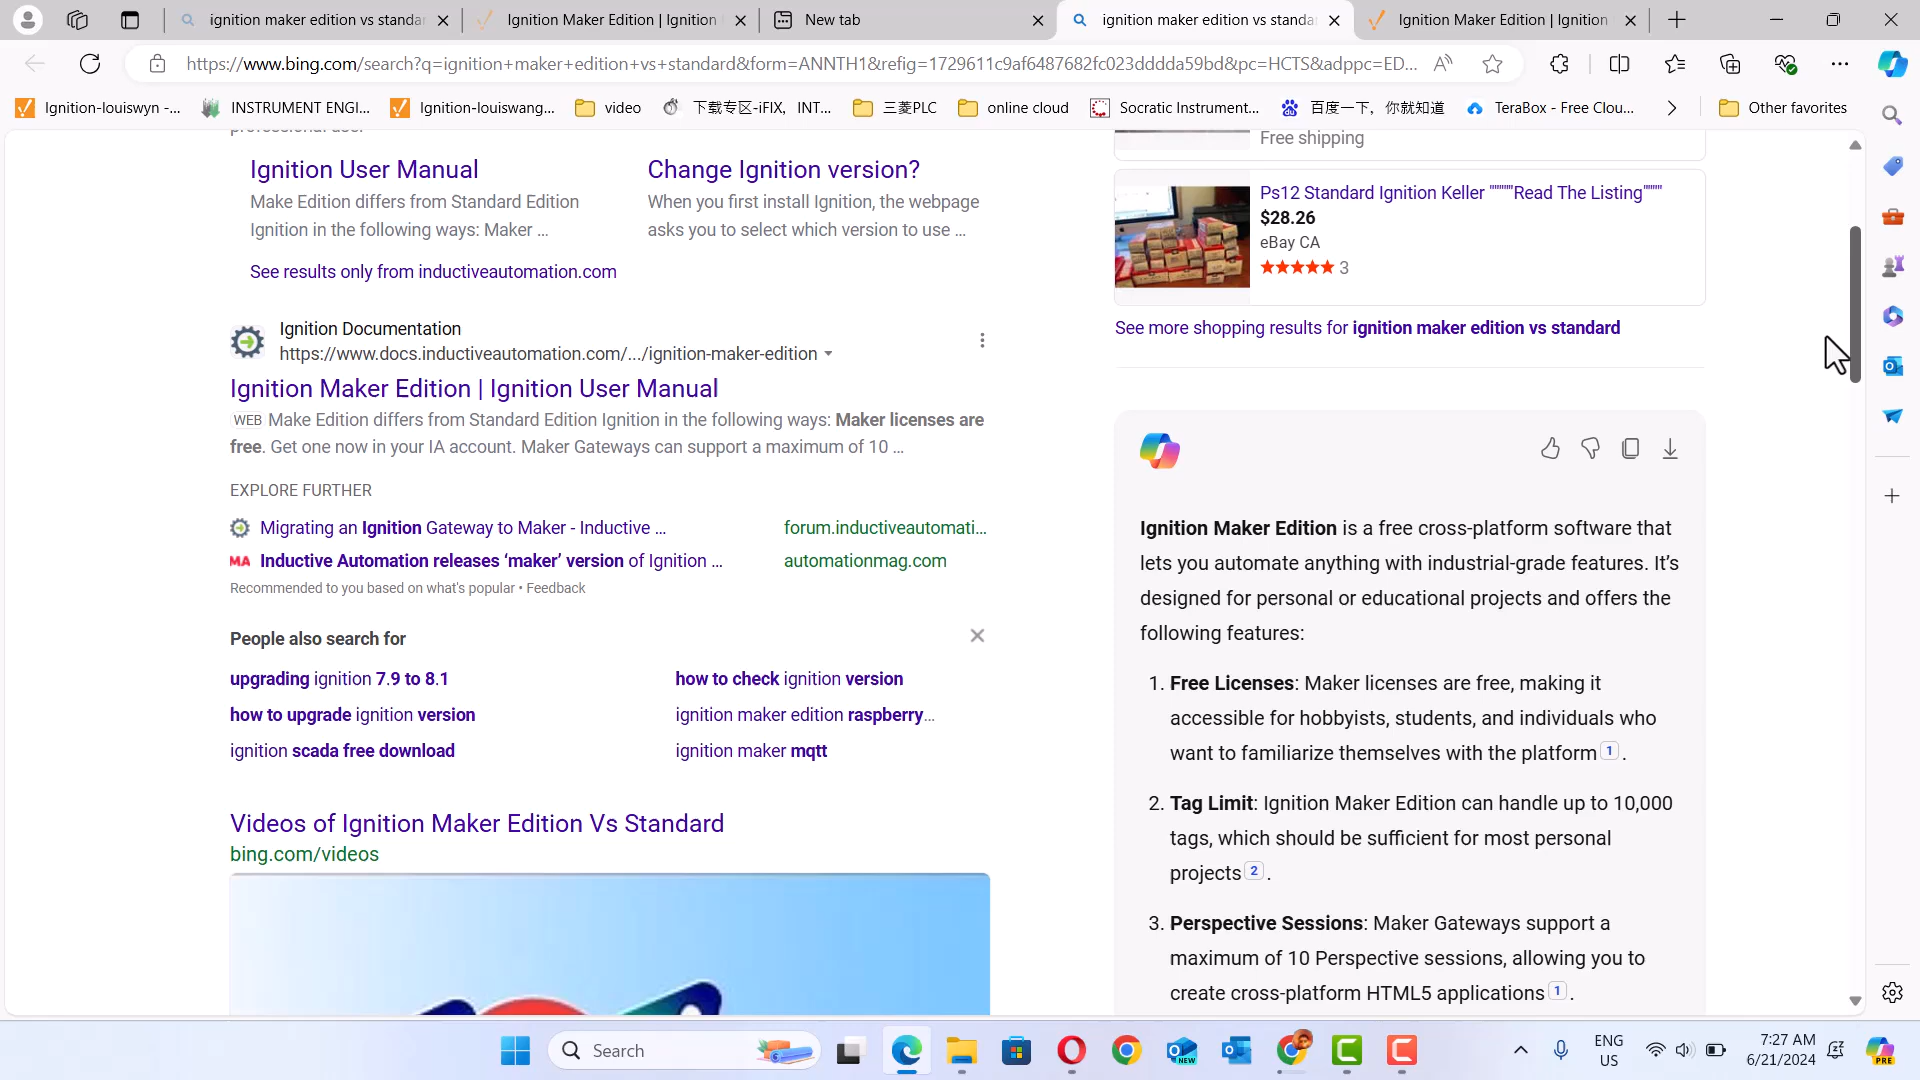 ignition maker edition vs standar
Ignition Maker Edition | Ignition
New tab
ignition maker edition vs standar
Ignition Maker Edition | Ignition
https://www.bing.com/search?q=ignition+maker+edition+vs+standard&form=ANNTH1&refig=1729611c9af6487682fc023dddda59bd&pc=HCTS&adppc=ED...
Ignition-louiswyn -...
INSTRUMENT ENGI...
Ignition-louiswang...
video
下载专区-iFIX，INT...
三菱PLC
online cloud
Socratic Instrument...
百度一下，你就知道
TeraBox - Free Clou...
Other favorites
professional user
Ignition User Manual
Make Edition differs from Standard Edition
Ignition in the following ways: Maker ...
Change Ignition version?
When you first install Ignition, the webpage
asks you to select which version to use ...
See results only from inductiveautomation.com
Ignition Documentation
https://www.docs.inductiveautomation.com/.../ignition-maker-edition
Ignition Maker Edition | Ignition User Manual
WEB Make Edition differs from Standard Edition Ignition in the following ways: Maker licenses are
free. Get one now in your IA account. Maker Gateways can support a maximum of 10 ...
EXPLORE FURTHER
Migrating an Ignition Gateway to Maker - Inductive ...
forum.inductiveautomati...
MA Inductive Automation releases ‘maker’ version of Ignition ...
automationmag.com
Recommended to you based on what's popular • Feedback
People also search for
upgrading ignition 7.9 to 8.1
how to check ignition version
how to upgrade ignition version
ignition maker edition raspberry...
ignition scada free download
ignition maker mqtt
Videos of Ignition Maker Edition Vs Standard
bing.com/videos
Free shipping
Ps12 Standard Ignition Keller """""Read The Listing"""""
$28.26
eBay CA
3
See more shopping results for ignition maker edition vs standard
Ignition Maker Edition is a free cross-platform software that
lets you automate anything with industrial-grade features. It’s
designed for personal or educational projects and offers the
following features:
1. Free Licenses: Maker licenses are free, making it
accessible for hobbyists, students, and individuals who
want to familiarize themselves with the platform 1 .
2. Tag Limit: Ignition Maker Edition can handle up to 10,000
tags, which should be sufficient for most personal
projects 2 .
3. Perspective Sessions: Maker Gateways support a
maximum of 10 Perspective sessions, allowing you to
create cross-platform HTML5 applications 1 .
Search
NEW
ENG
US
7:27 AM
6/21/2024
PRE